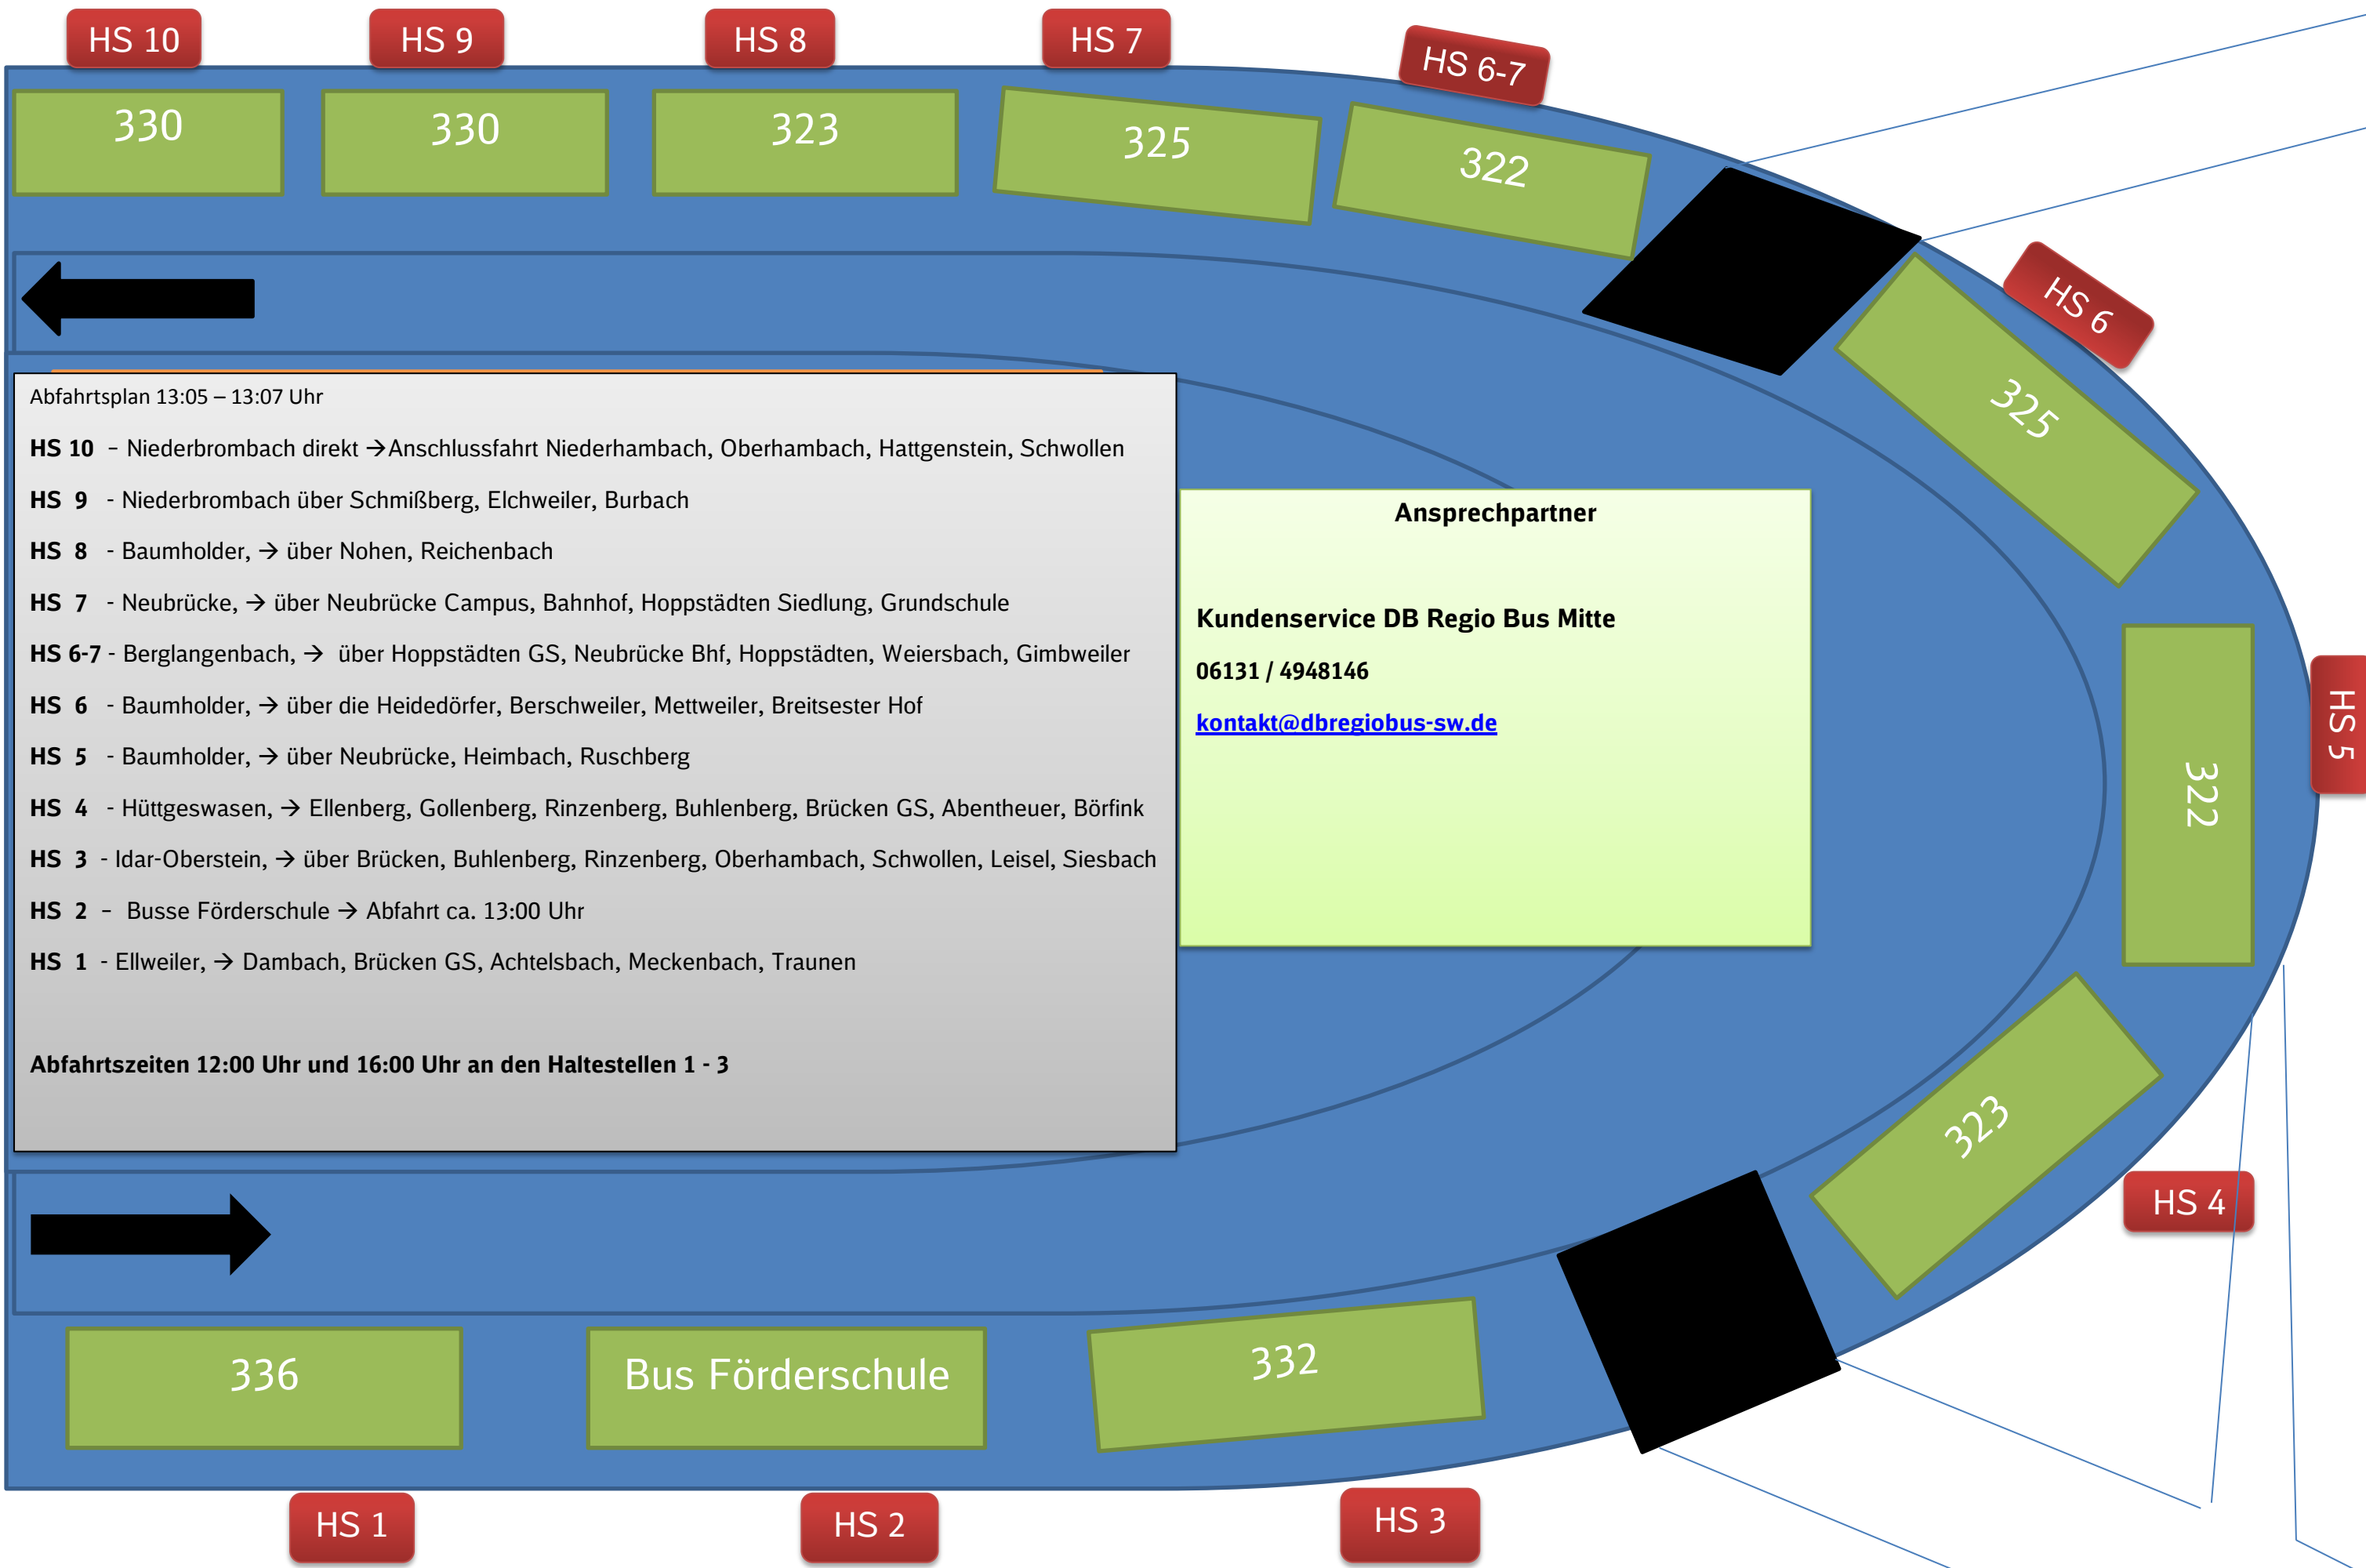 HS 10
HS 9
HS 8
HS 7
HS 6-7
330
330
323
325
322
HS 6
325
Abfahrtsplan 13:05 – 13:07 Uhr
HS 10 – Niederbrombach direkt →Anschlussfahrt Niederhambach, Oberhambach, Hattgenstein, Schwollen
HS 9 - Niederbrombach über Schmißberg, Elchweiler, Burbach
HS 8 - Baumholder, → über Nohen, Reichenbach
HS 7 - Neubrücke, → über Neubrücke Campus, Bahnhof, Hoppstädten Siedlung, Grundschule
HS 6-7 - Berglangenbach, → über Hoppstädten GS, Neubrücke Bhf, Hoppstädten, Weiersbach, Gimbweiler
HS 6 - Baumholder, → über die Heidedörfer, Berschweiler, Mettweiler, Breitsester Hof
HS 5 - Baumholder, → über Neubrücke, Heimbach, Ruschberg
HS 4 - Hüttgeswasen, → Ellenberg, Gollenberg, Rinzenberg, Buhlenberg, Brücken GS, Abentheuer, Börfink
HS 3 - Idar-Oberstein, → über Brücken, Buhlenberg, Rinzenberg, Oberhambach, Schwollen, Leisel, Siesbach
HS 2 – Busse Förderschule → Abfahrt ca. 13:00 Uhr
HS 1 - Ellweiler, → Dambach, Brücken GS, Achtelsbach, Meckenbach, Traunen
Abfahrtszeiten 12:00 Uhr und 16:00 Uhr an den Haltestellen 1 - 3
Ansprechpartner
Kundenservice DB Regio Bus Mitte
06131 / 4948146
kontakt@dbregiobus-sw.de
HS 5
322
323
HS 4
336
Bus Förderschule
332
HS 1
HS 2
HS 3